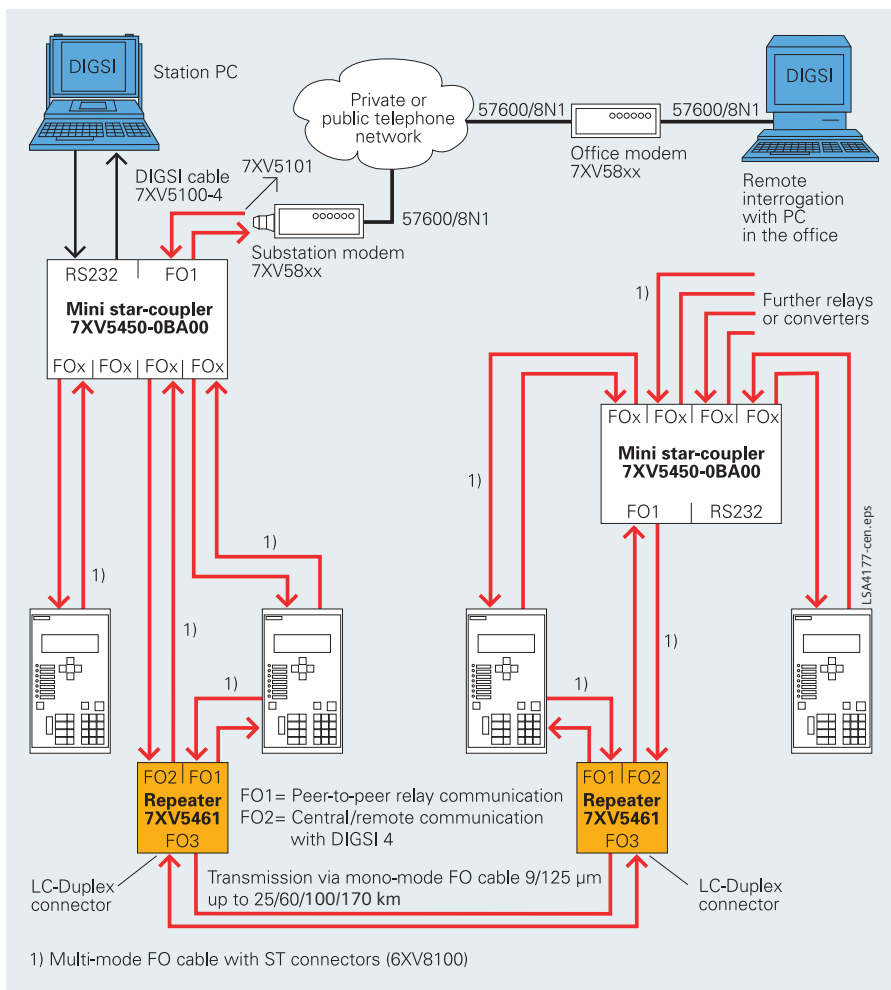 DIGSI
Station PC
Private or
public telephone
network
57600/8N1
57600/8N1
DIGSI
Office modem
7XV58xx
Remote
interrogation
with PC
in the office
DIGSI cable
7XV5100-4
7XV5101
57600/8N1
Substation modem
7XV58xx
RS232 FO1
Mini star-coupler
7XV5450-0BA00
FOx FOx FOx FOx
1)
Further relays
or converters
FOx FOx FOx FOx
Mini star-coupler
7XV5450-0BA00
FO1 RS232
1)
LSA4177-cen.eps
1)
1)
1)
1)
1)
1)
FO2 FO1
Repeater
7XV5461
FO3
FO1= Peer-to-peer relay communication
FO2= Central/remote communication
with DIGSI 4
FO1 FO2
Repeater
7XV5461
FO3
LC-Duplex
connector
Transmission via mono-mode FO cable 9/125 µm
up to 25/60/100/170 km
LC-Duplex
connector
1) Multi-mode FO cable with ST connectors (6XV8100)